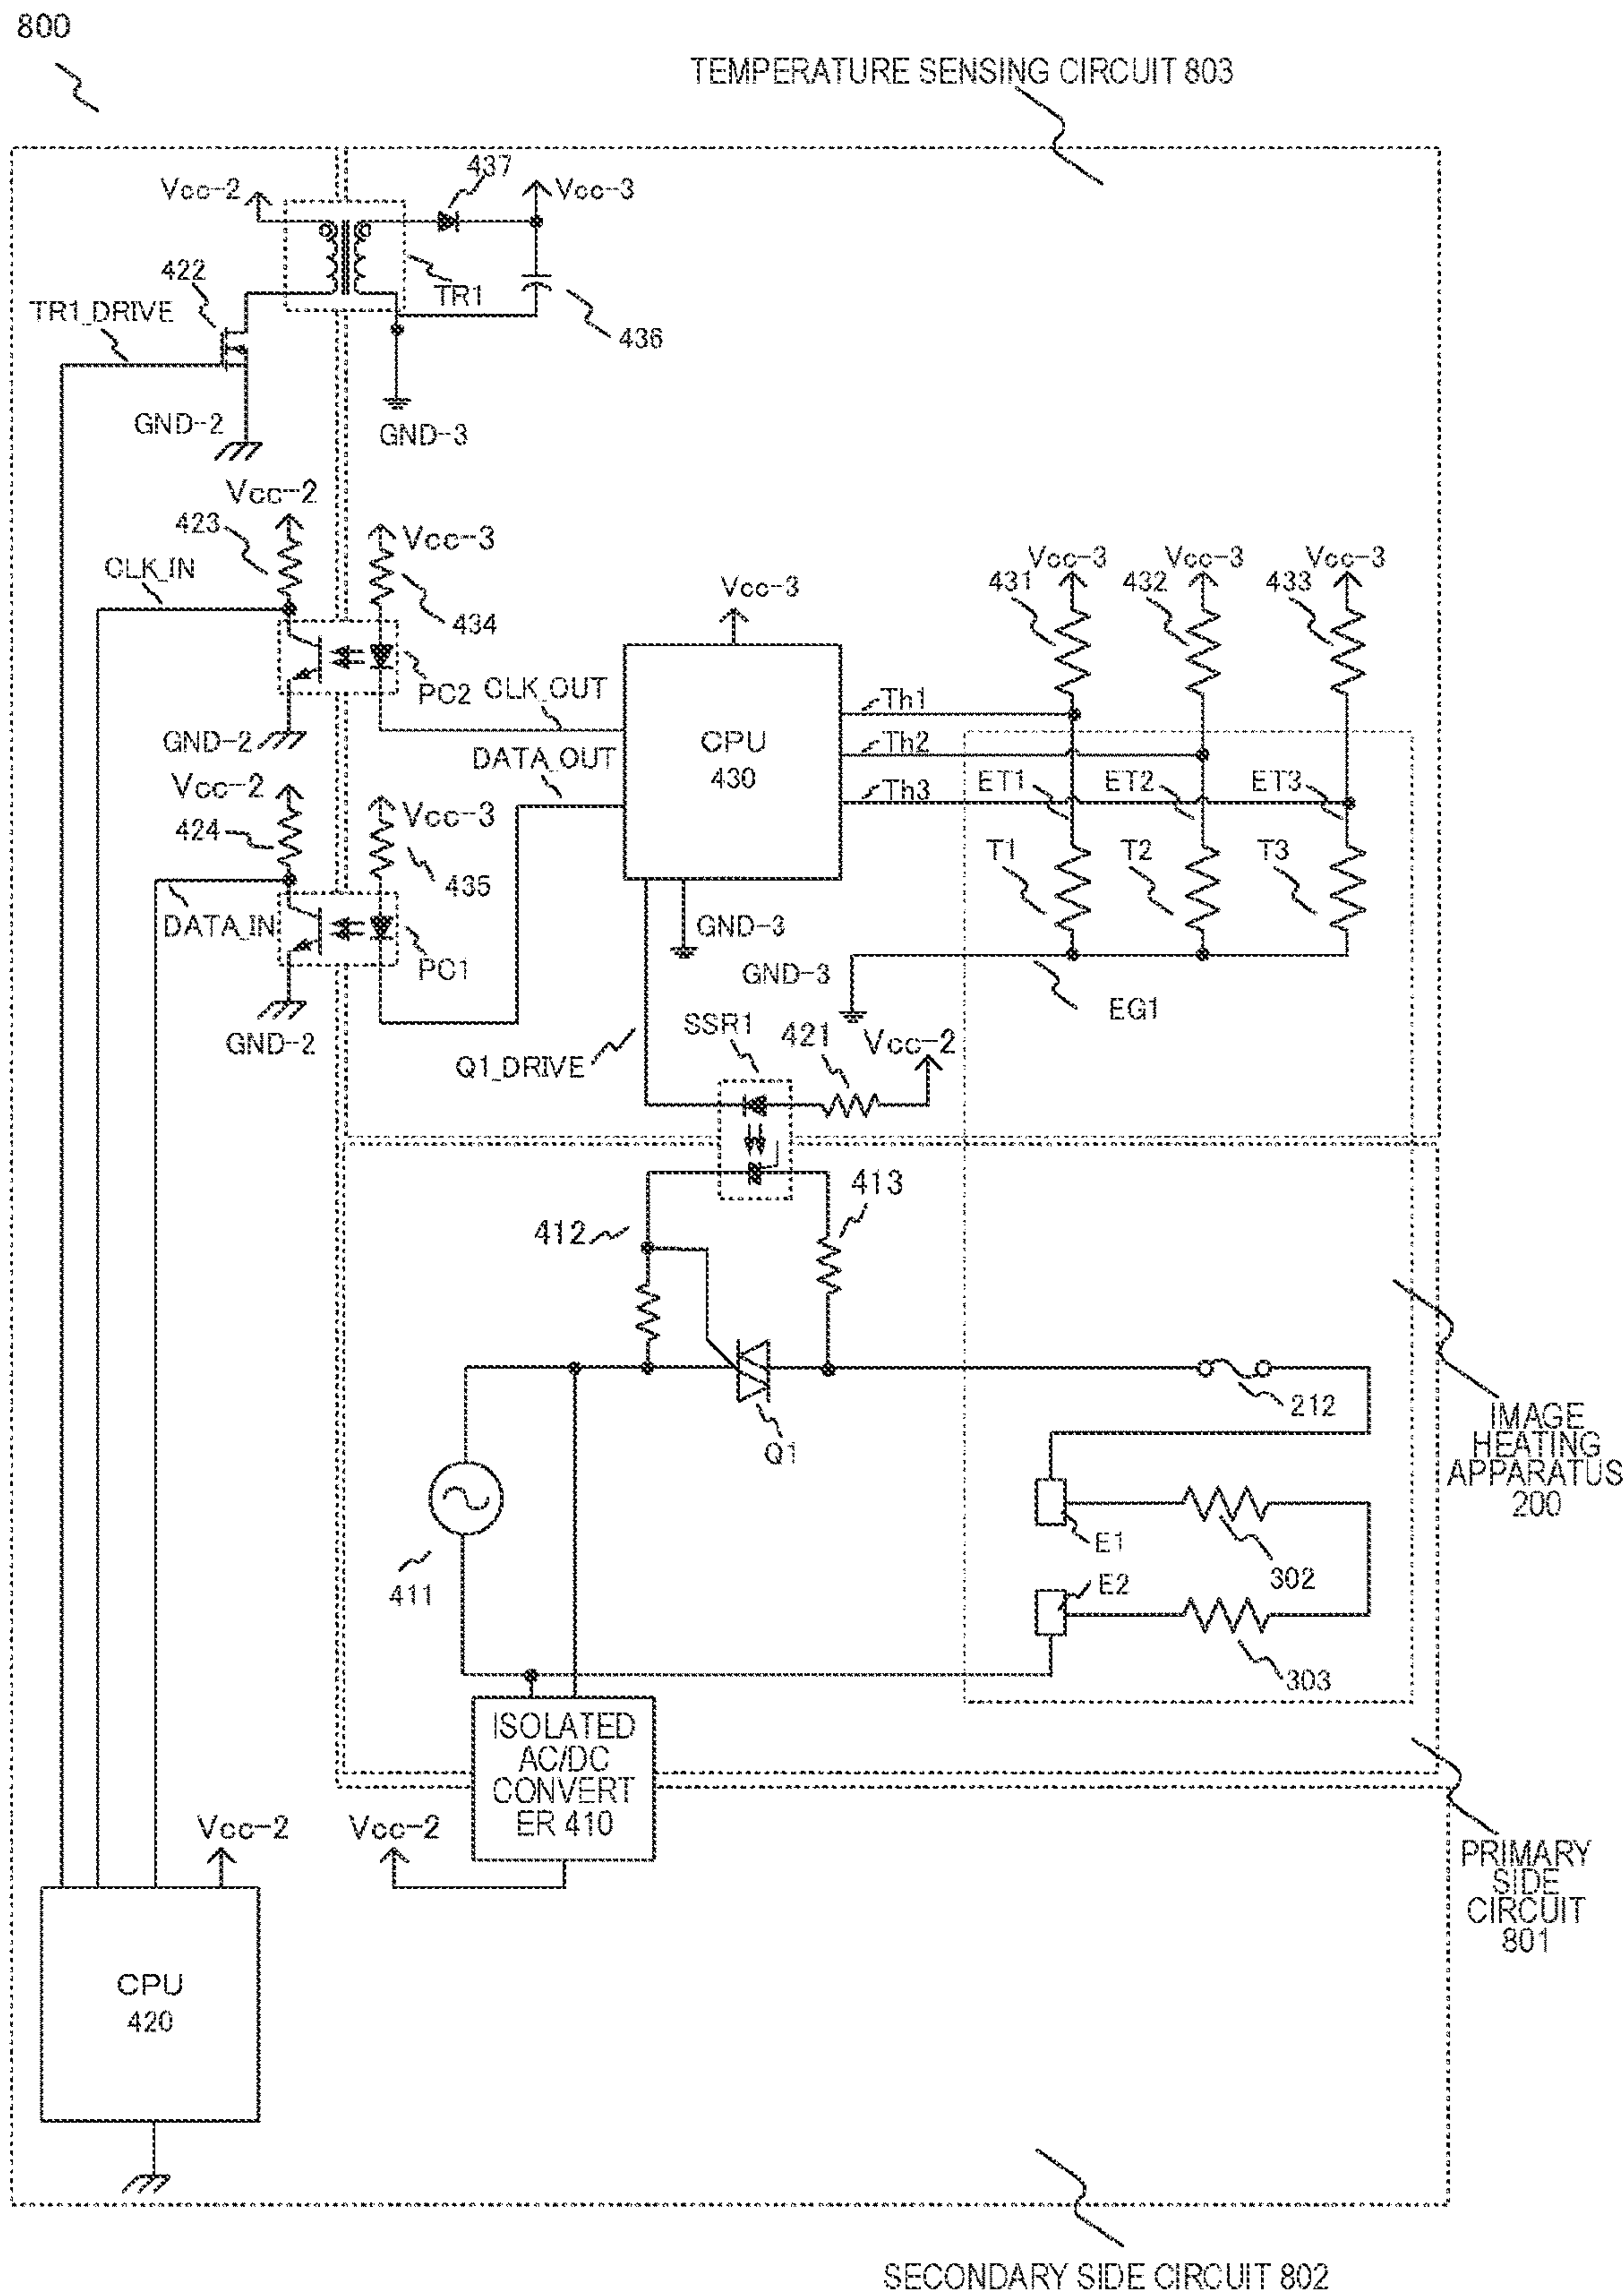 800
TEMPERATURE SENSING CIRCUIT 803
437
Vcc-2
Vcc-3
422
TR1
TR1_DRIVE
436
GND-2
GND-3
Vcc-2
423
Vcc-3
CLK_IN
434
PC2
CLK_OUT
GND-2
DATA_OUT
Vcc-2
Vcc-3
424
435
DATA_IN
PC1
GND-2
Vcc-3
CPU
430
GND-3
Vcc-3
Vcc-3
Vcc-3
431
432
433
Th1
Th2
Th3
ET1
ET2
ET3
T1
T2
T3
GND-3
EG1
SSR1
421
Vcc-2
Q1_DRIVE
412
413
Q1
212
IMAGE
HEATING
APPARATUS
200
411
E1
302
E2
303
ISOLATED
AC/DC
CONVERT
ER 410
Vcc-2
Vcc-2
PRIMARY
SIDE
CIRCUIT
801
CPU
420
SECONDARY SIDE CIRCUIT 802